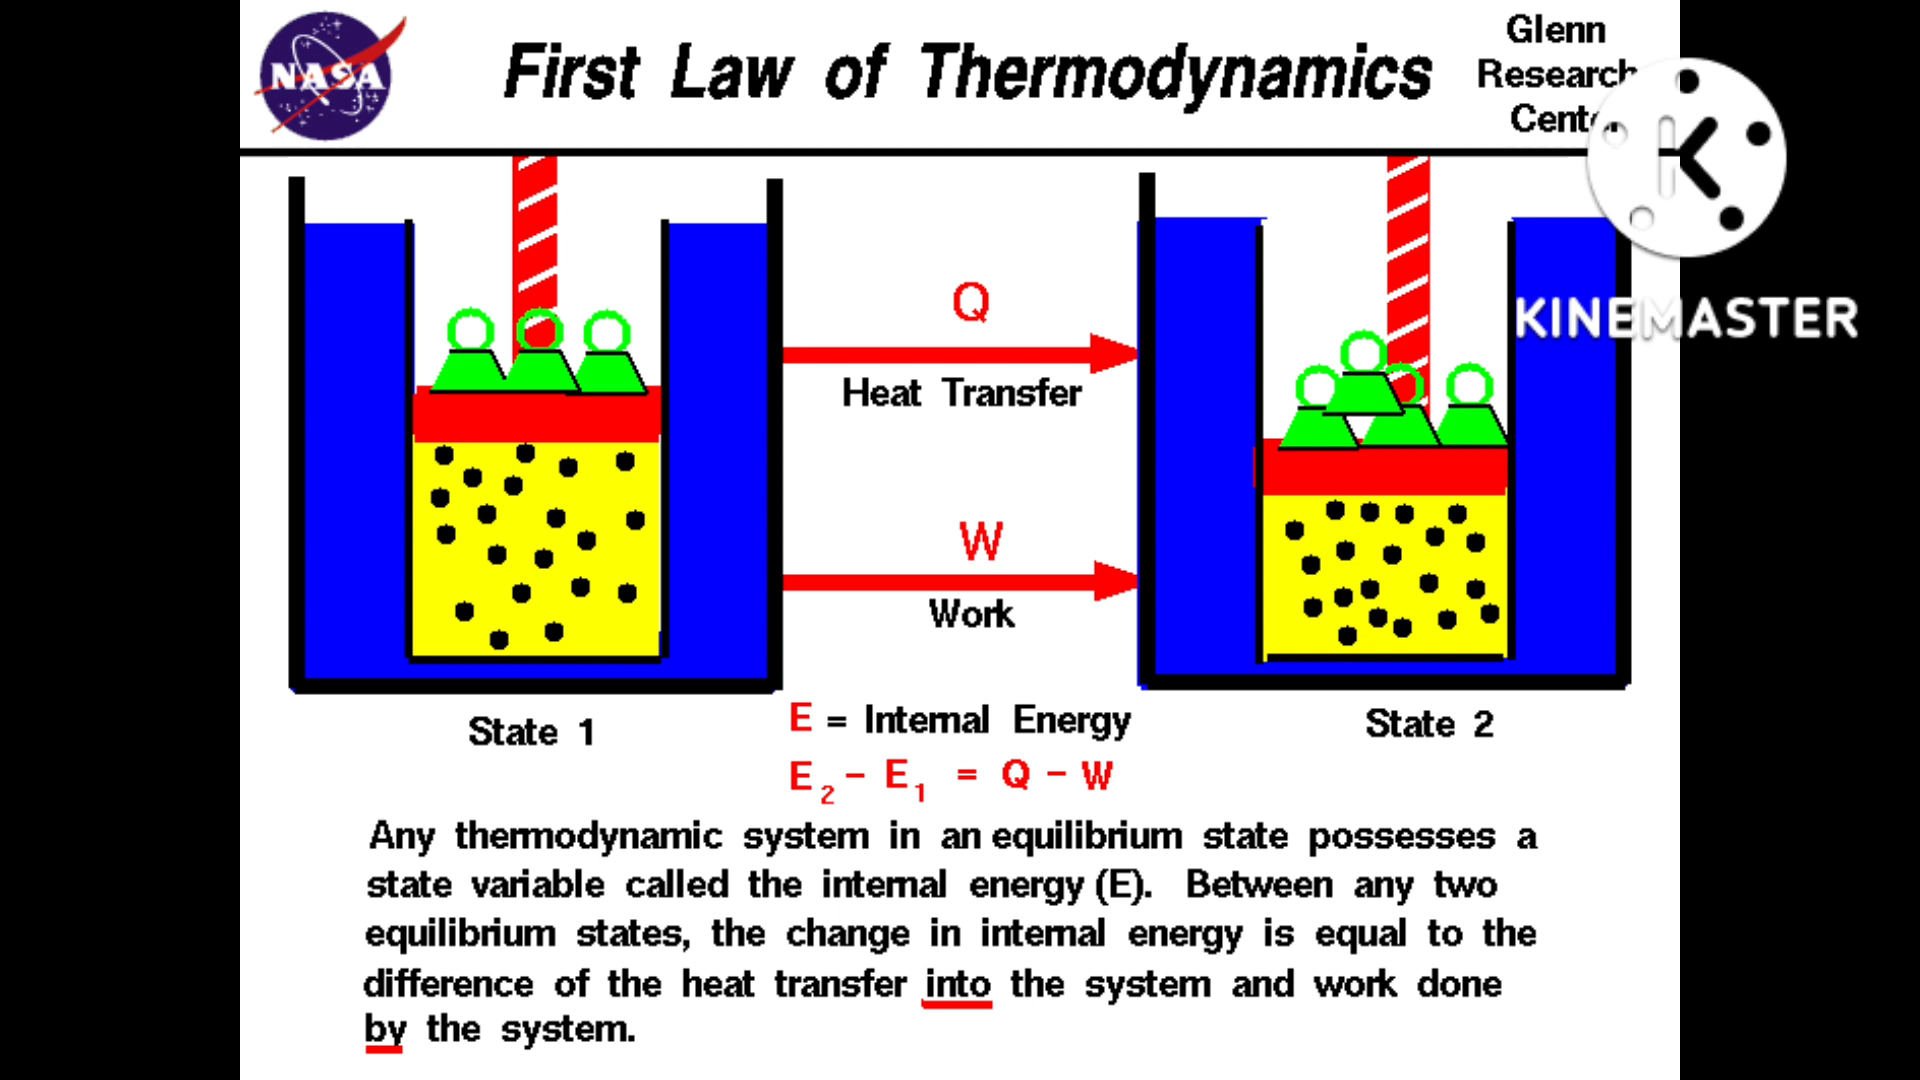 NASA
First Law of Thermodynamics
Glenn
Research
Center
K
KINEMASTER
Q
Heat Transfer
W
Work
State 1
State 2
E = Internal Energy
E₂ - E₁ = Q - W
Any thermodynamic system in an equilibrium state possesses a
state variable called the internal energy (E). Between any two
equilibrium states, the change in internal energy is equal to the
difference of the heat transfer into the system and work done
by the system.